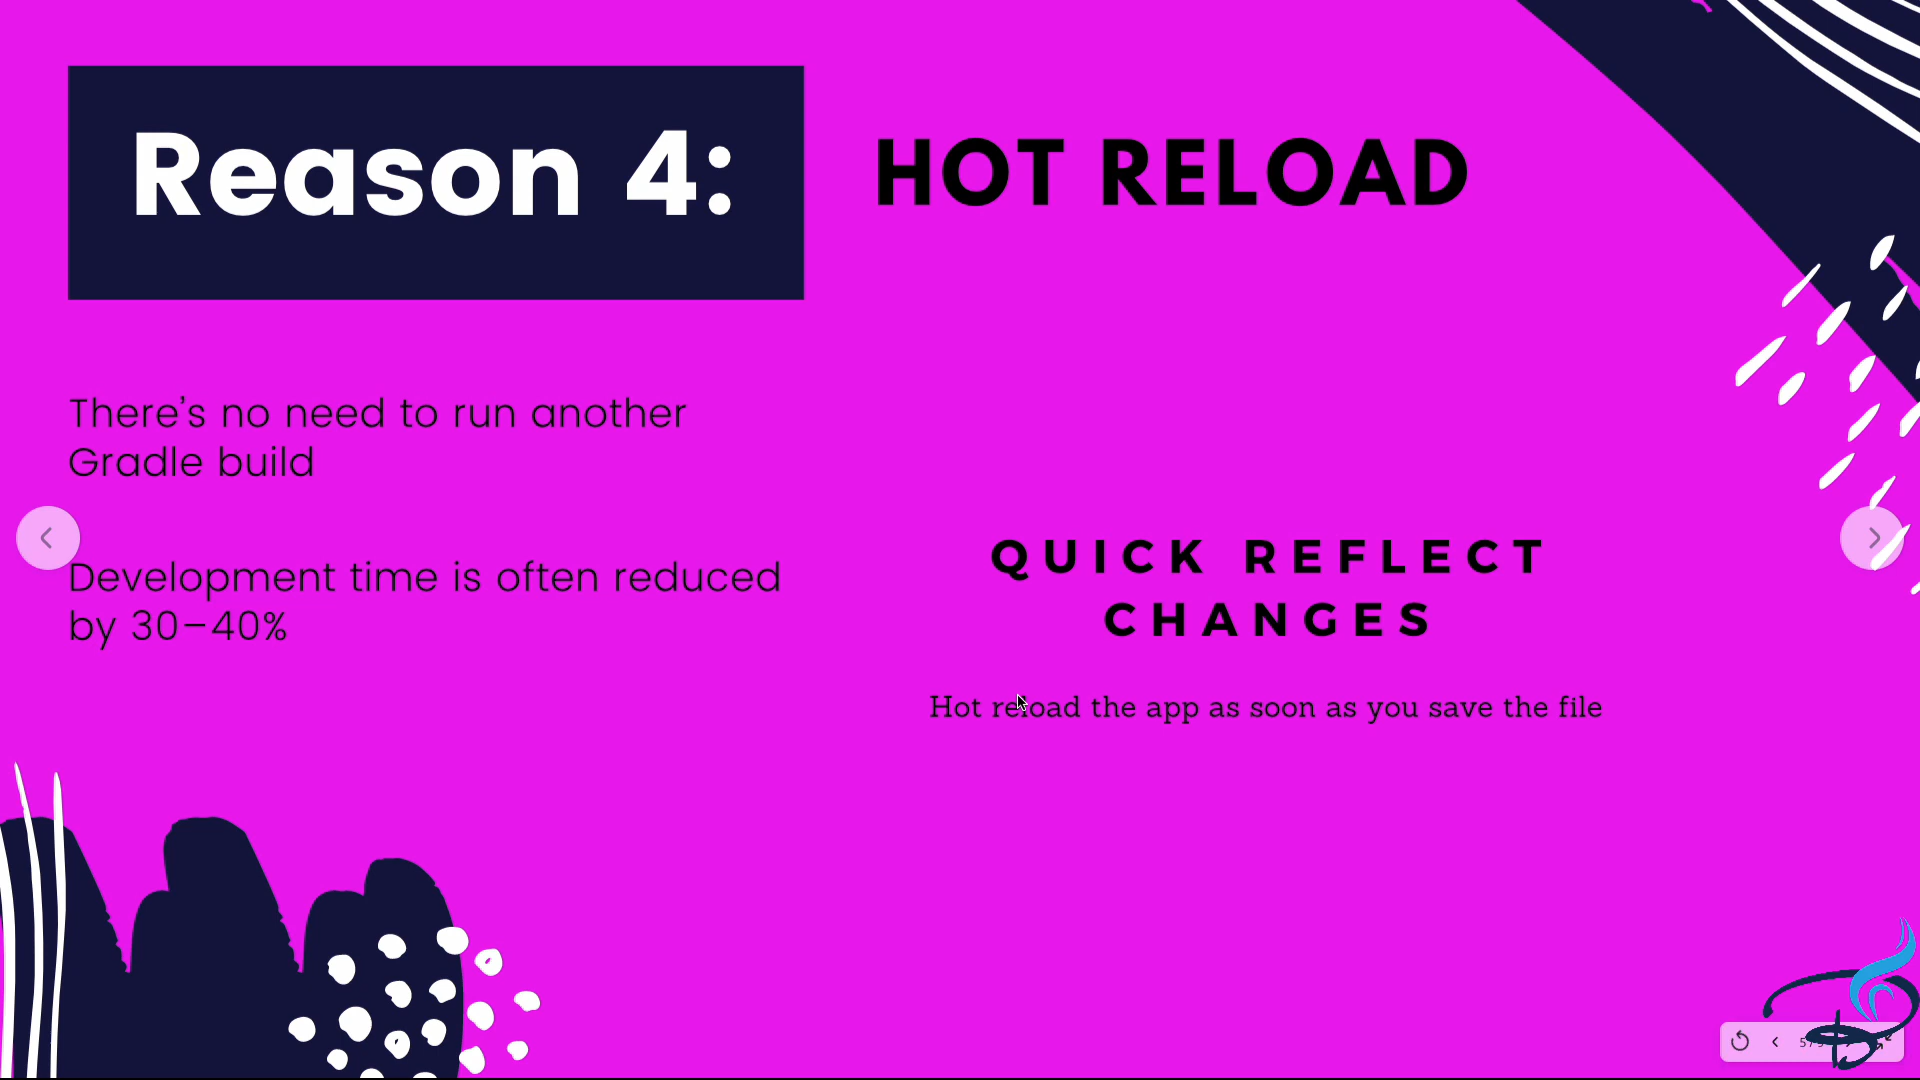 Reason 4:
HOT RELOAD
There's no need to run another
Gradle build
Development time is often reduced
by 30–40%
QUICK REFLECT
CHANGES
Hot reload the app as soon as you save the file